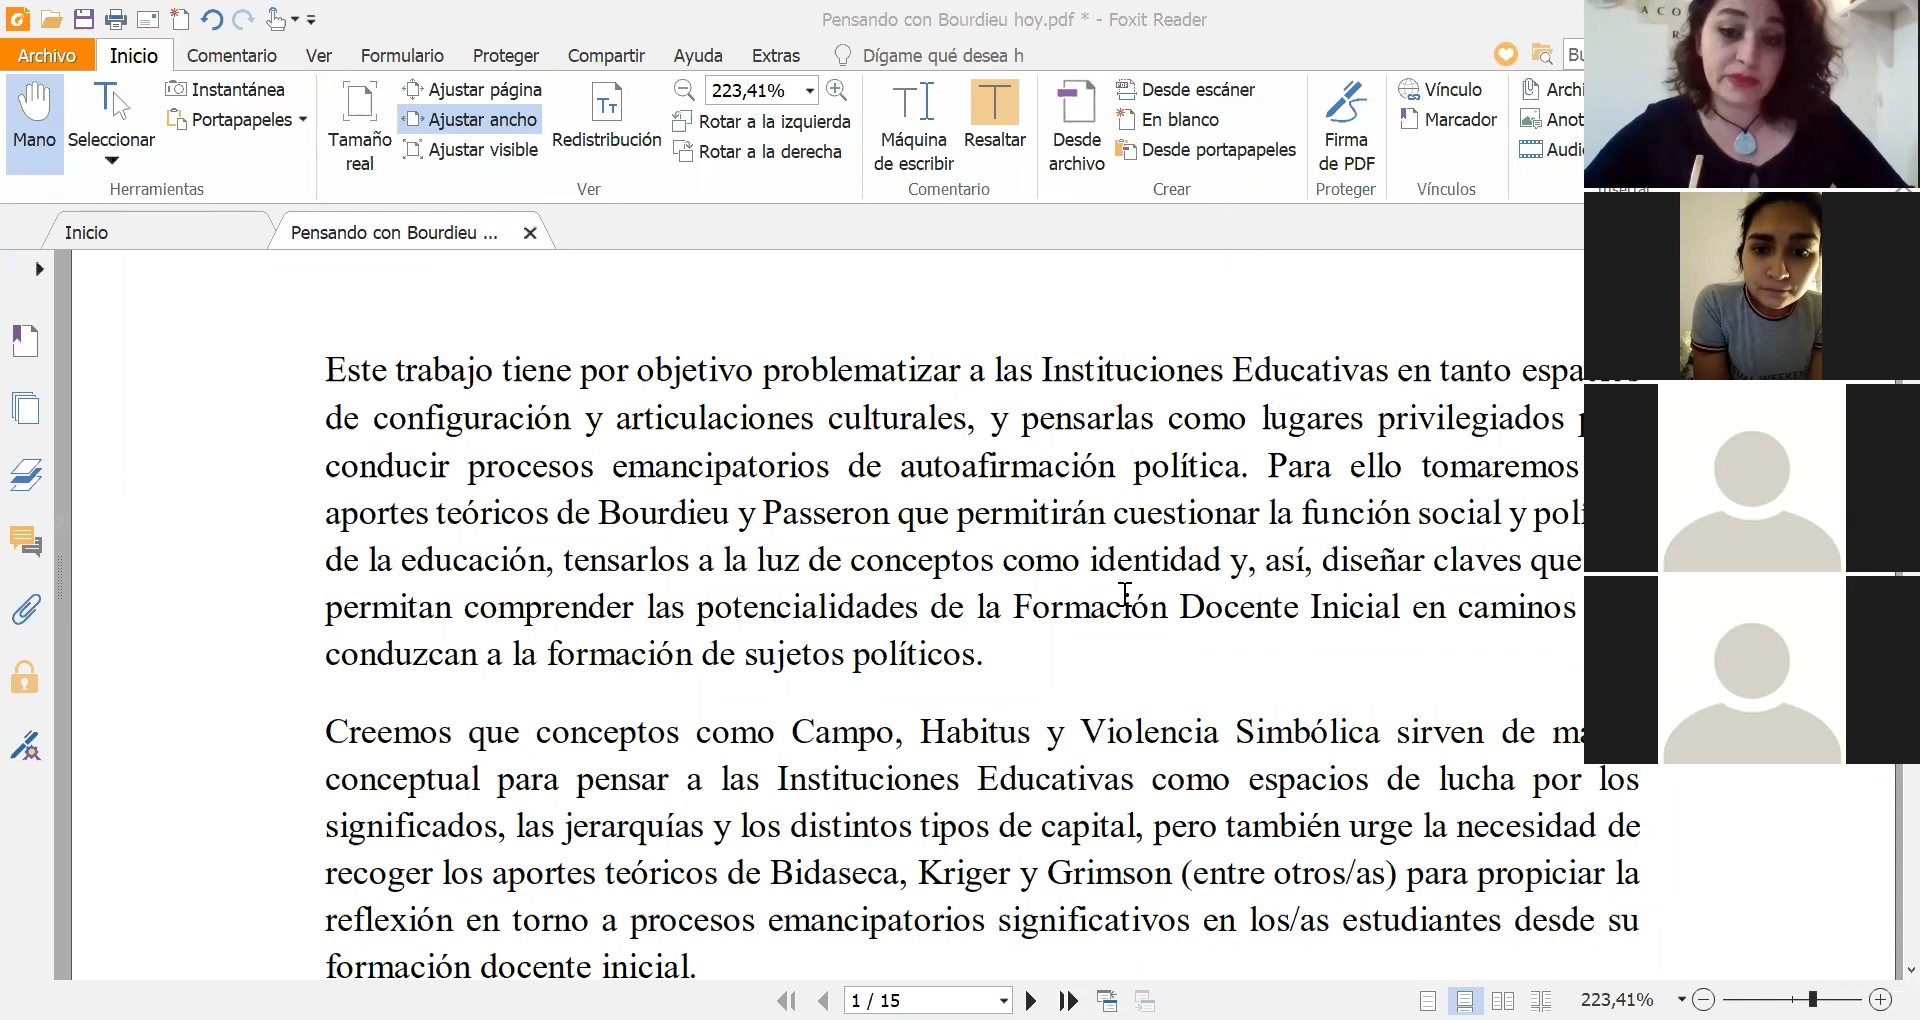 Pensando con Bourdieu hoy.pdf * - Foxit Reader
Archivo Inicio Comentario Ver Formulario Proteger Compartir Ayuda Extras Dígame qué desea h
Mano
Seleccionar
Instantánea
Portapapeles
Herramientas
Tamaño
real
Ajustar página
Ajustar ancho
Ajustar visible
Redistribución
223,41%
Rotar a la izquierda
Rotar a la derecha
Ver
Máquina
de escribir
Resaltar
Comentario
Desde
archivo
Desde escáner
En blanco
Desde portapapeles
Crear
Firma
de PDF
Proteger
Vínculo
Marcador
Vínculos
Inicio
Pensando con Bourdieu ...
Este trabajo tiene por objetivo problematizar a las Instituciones Educativas en tanto
de configuración y articulaciones culturales, y pensarlas como lugares privilegiados
conducir procesos emancipatorios de autoafirmación política. Para ello tomaremos
aportes teóricos de Bourdieu y Passeron que permitirán cuestionar la función social y
de la educación, tensarlos a la luz de conceptos como identidad y, así, diseñar claves que
permitan comprender las potencialidades de la Formación Docente Inicial en caminos
conduzcan a la formación de sujetos políticos.
Creemos que conceptos como Campo, Habitus y Violencia Simbólica sirven de
conceptual para pensar a las Instituciones Educativas como espacios de lucha por los
significados, las jerarquías y los distintos tipos de capital, pero también urge la necesidad de
recoger los aportes teóricos de Bidaseca, Kriger y Grimson (entre otros/as) para propiciar la
reflexión en torno a procesos emancipatorios significativos en los/as estudiantes desde su
formación docente inicial.
1 / 15
223,41%